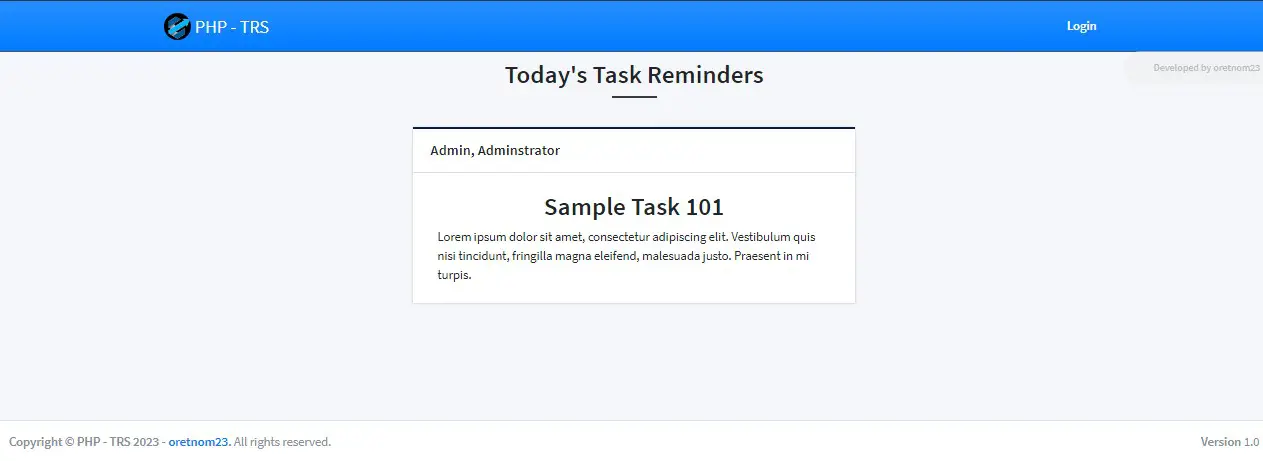 PHP - TRS
Login
Developed by oretnom23
Today's Task Reminders
Admin, Adminstrator
Sample Task 101
Lorem ipsum dolor sit amet, consectetur adipiscing elit. Vestibulum quis
nisi tincidunt, fringilla magna eleifend, malesuada justo. Praesent in mi
turpis.
Copyright © PHP - TRS 2023 - oretnom23. All rights reserved.
Version 1.0